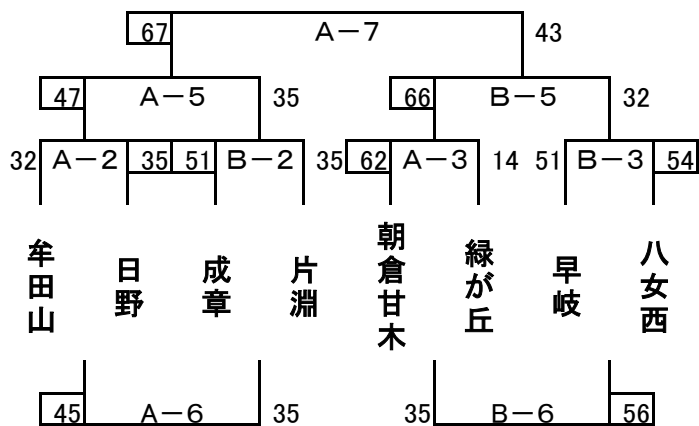 67 A-7 43
47 A-5 35 66 B-5 32
32 A-2 35 51 B-2 35 62 A-3 14 51 B-3 54
牟田山
日野
成章
片淵
朝倉甘木
緑が丘
早岐
八女西
45 A-6 35 35 B-6 56